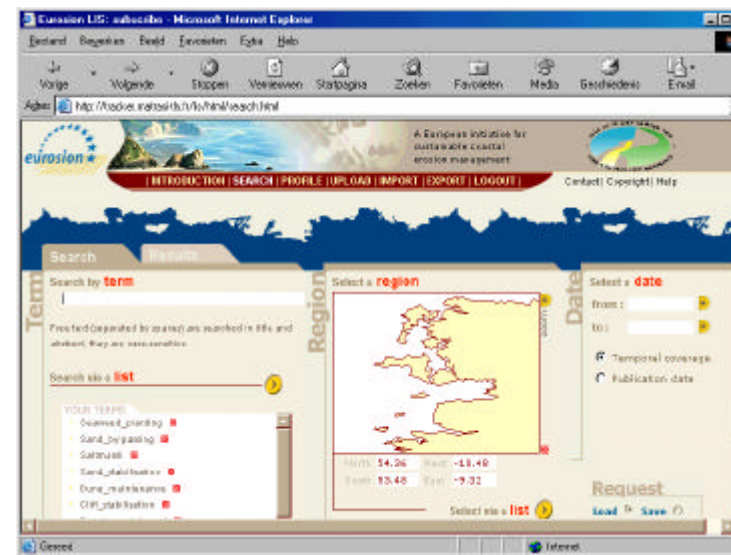 Eurosion LIS: subscribe - Microsoft Internet Explorer
Bestand Bewerken Beeld Favorieten Extra Help
Vorige Volgende Stoppen Vernieuwen Startpagina Zoeken Favorieten Media Geschiedenis E-mail
Adres
eurosion
A European initiative for
sustainable coastal
erosion management
| INTRODUCTION | SEARCH | PROFILE | UPLOAD | IMPORT | EXPORT | LOGOUT |
Contact| Copyright| Help
Search Results
Term
Search by term
Free text (separated by spaces) are searched in title and
abstract, they are
Search via a list
YOUR TERMS
Seaweed_planting
Sand_bypassing
Saltmarsh
Sand_stabilisation
Dune_maintenance
Cliff_stabilisation
Region
Select a region
North 54.36 West -10.48
South 53.48 East -9.32
Select via a list
Date
Select a date
from:
to:
Temporal coverage
Publication date
Request
Load Save
Gereed
Internet